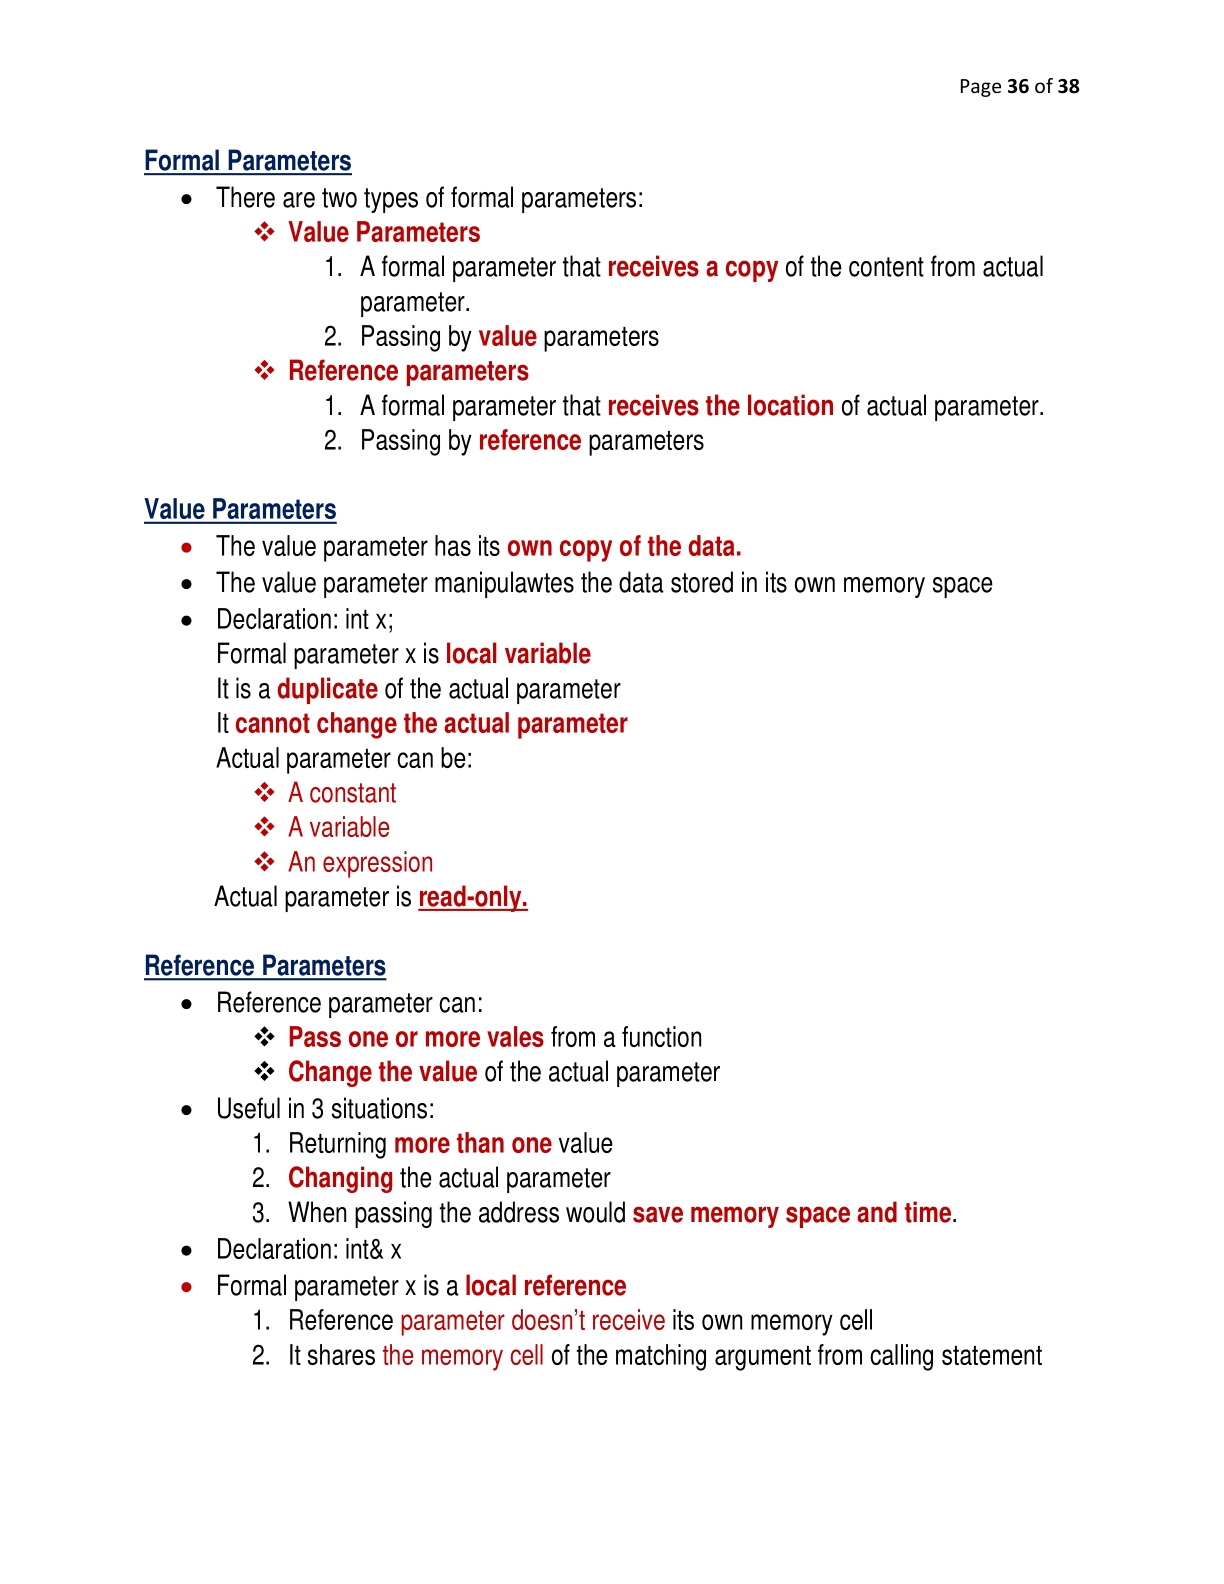 Page 36 of 38
Formal Parameters
• There are two types of formal parameters:
❖ Value Parameters
1. A formal parameter that receives a copy of the content from actual
parameter.
2. Passing by value parameters
❖ Reference parameters
1. A formal parameter that receives the location of actual parameter.
2. Passing by reference parameters
Value Parameters
• The value parameter has its own copy of the data.
• The value parameter manipulawtes the data stored in its own memory space
• Declaration: int x;
Formal parameter x is local variable
It is a duplicate of the actual parameter
It cannot change the actual parameter
Actual parameter can be:
❖ A constant
❖ A variable
❖ An expression
Actual parameter is read-only.
Reference Parameters
• Reference parameter can:
❖ Pass one or more vales from a function
❖ Change the value of the actual parameter
• Useful in 3 situations:
1. Returning more than one value
2. Changing the actual parameter
3. When passing the address would save memory space and time.
• Declaration: int& x
• Formal parameter x is a local reference
1. Reference parameter doesn’t receive its own memory cell
2. It shares the memory cell of the matching argument from calling statement